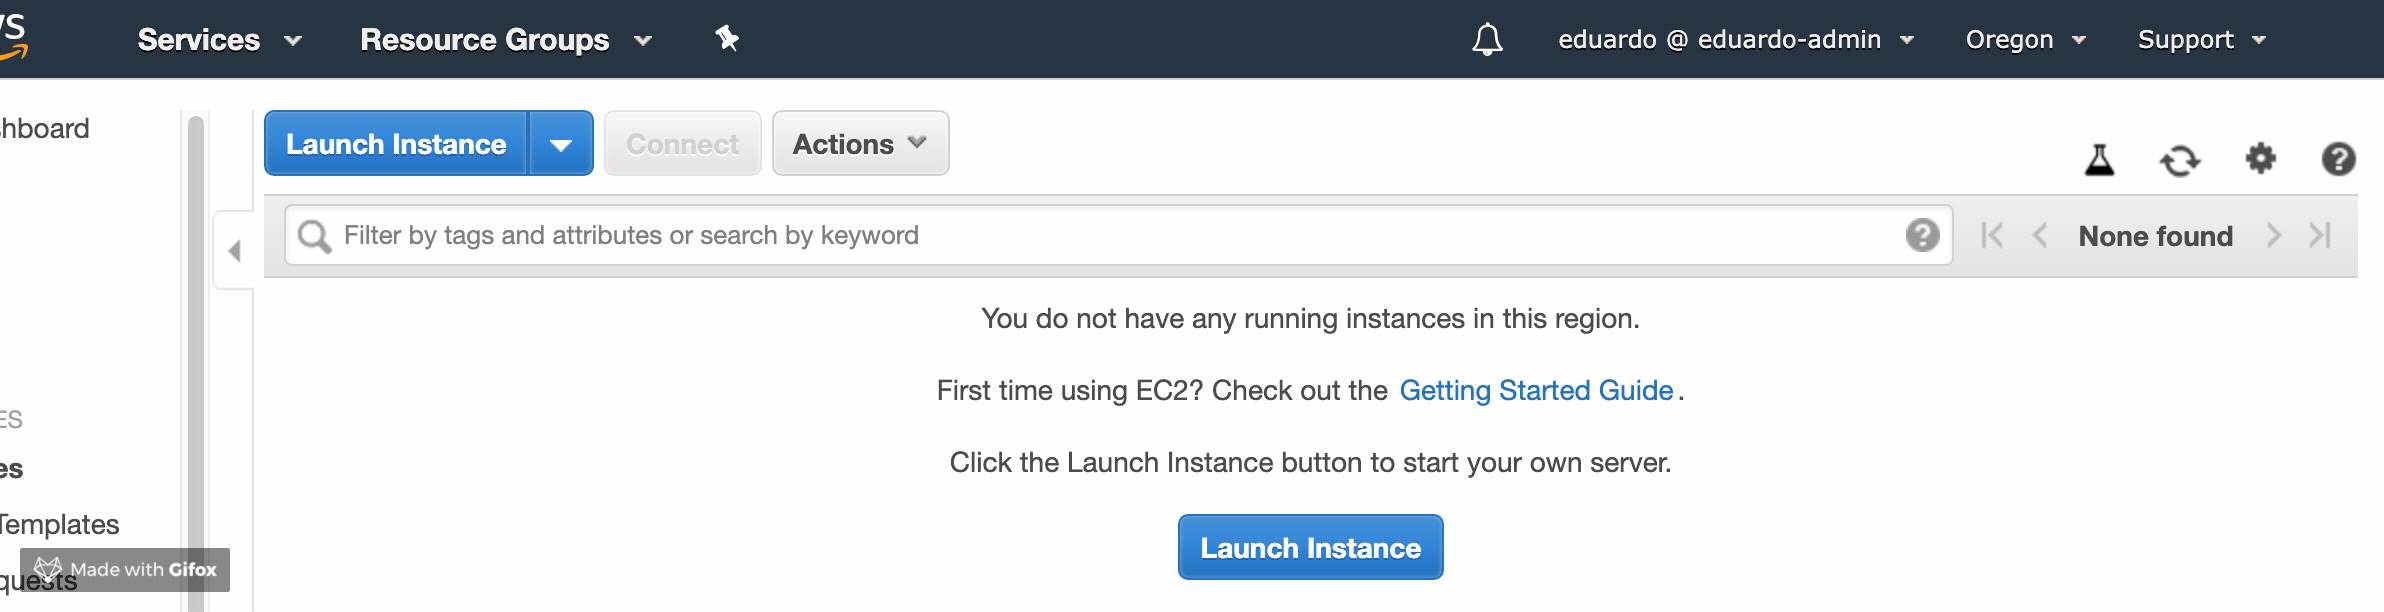 Services Resource Groups eduardo @ eduardo-admin Oregon Support
hboard
Launch Instance Connect Actions
Filter by tags and attributes or search by keyword None found
You do not have any running instances in this region.
First time using EC2? Check out the Getting Started Guide.
ES
Click the Launch Instance button to start your own server.
es
Templates
Launch Instance
Made with Gifox
quests